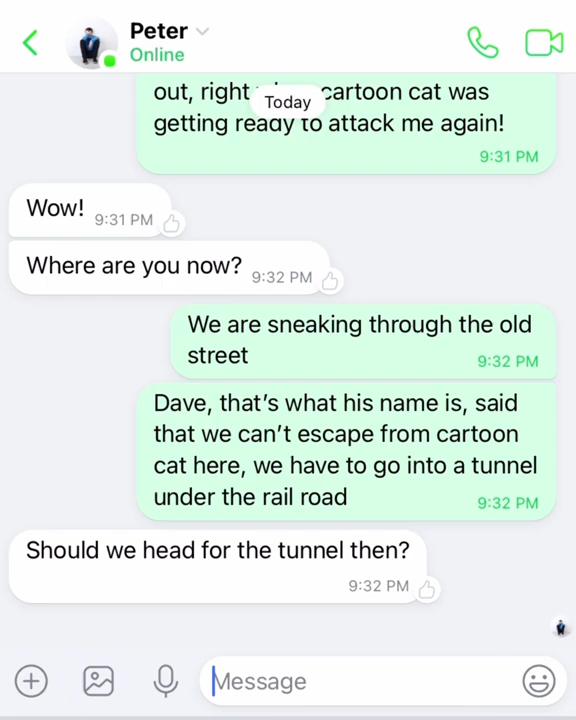 Peter
Online
out, right cartoon cat was
Today
getting ready to attack me again!
9:31 PM
Wow! 9:31 PM
Where are you now? 9:32 PM
We are sneaking through the old
street 9:32 PM
Dave, that’s what his name is, said
that we can’t escape from cartoon
cat here, we have to go into a tunnel
under the rail road 9:32 PM
Should we head for the tunnel then?
9:32 PM
Message